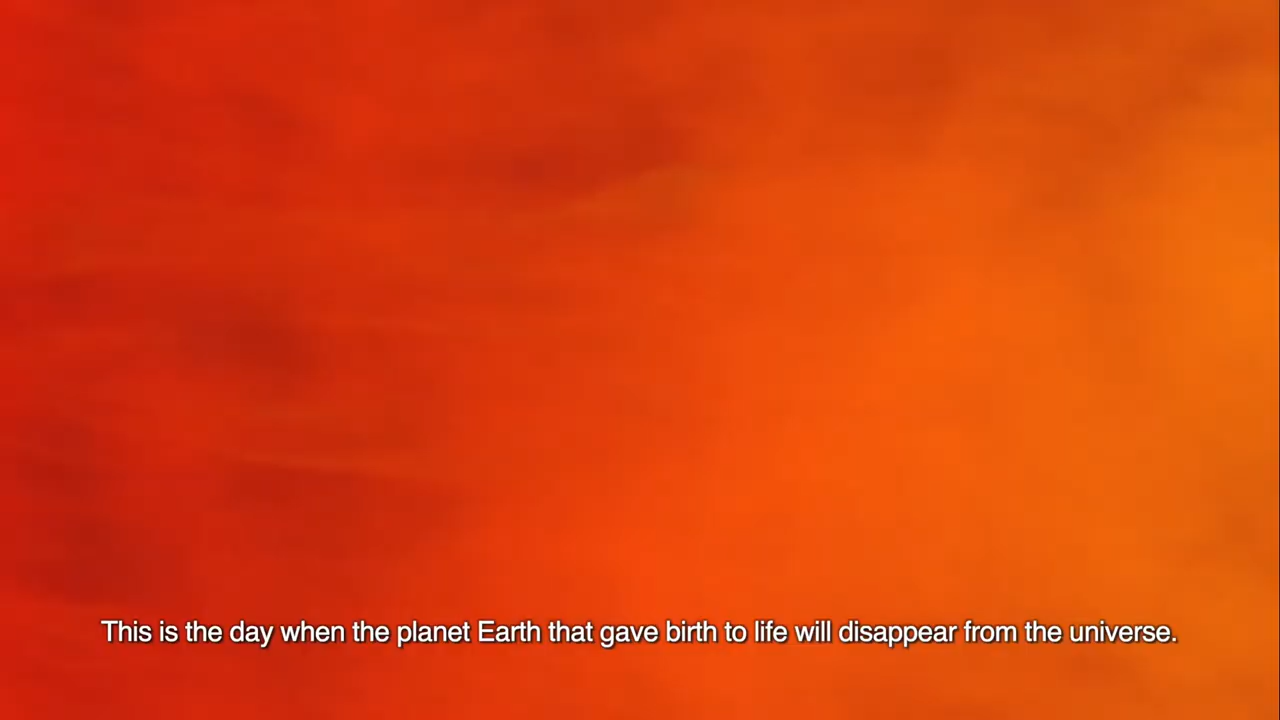 This is the day when the planet Earth that gave birth to life will disappear from the universe.